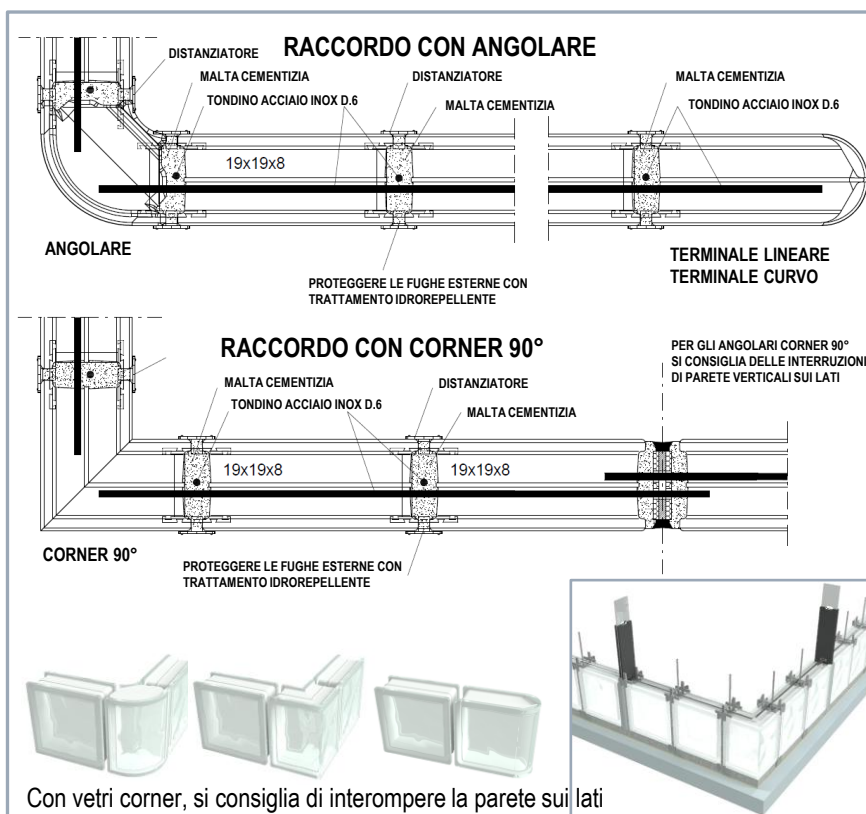 RACCORDO CON ANGOLARE
DISTANZIATORE
MALTA CEMENTIZIA
TONDINO ACCIAIO INOX D.6
DISTANZIATORE
MALTA CEMENTIZIA
MALTA CEMENTIZIA
TONDINO ACCIAIO INOX D.6
19x19x8
ANGOLARE
PROTEGGERE LE FUGHE ESTERNE CON
TRATTAMENTO IDROREPELLENTE
TERMINALE LINEARE
TERMINALE CURVO
RACCORDO CON CORNER 90°
PER GLI ANGOLARI CORNER 90°
SI CONSIGLIA DELLE INTERRUZIONI
DI PARETE VERTICALI SUI LATI
MALTA CEMENTIZIA
TONDINO ACCIAIO INOX D.6
DISTANZIATORE
MALTA CEMENTIZIA
19x19x8
19x19x8
CORNER 90°
PROTEGGERE LE FUGHE ESTERNE CON
TRATTAMENTO IDROREPELLENTE
Con vetri corner, si consiglia di interompere la parete sui lati